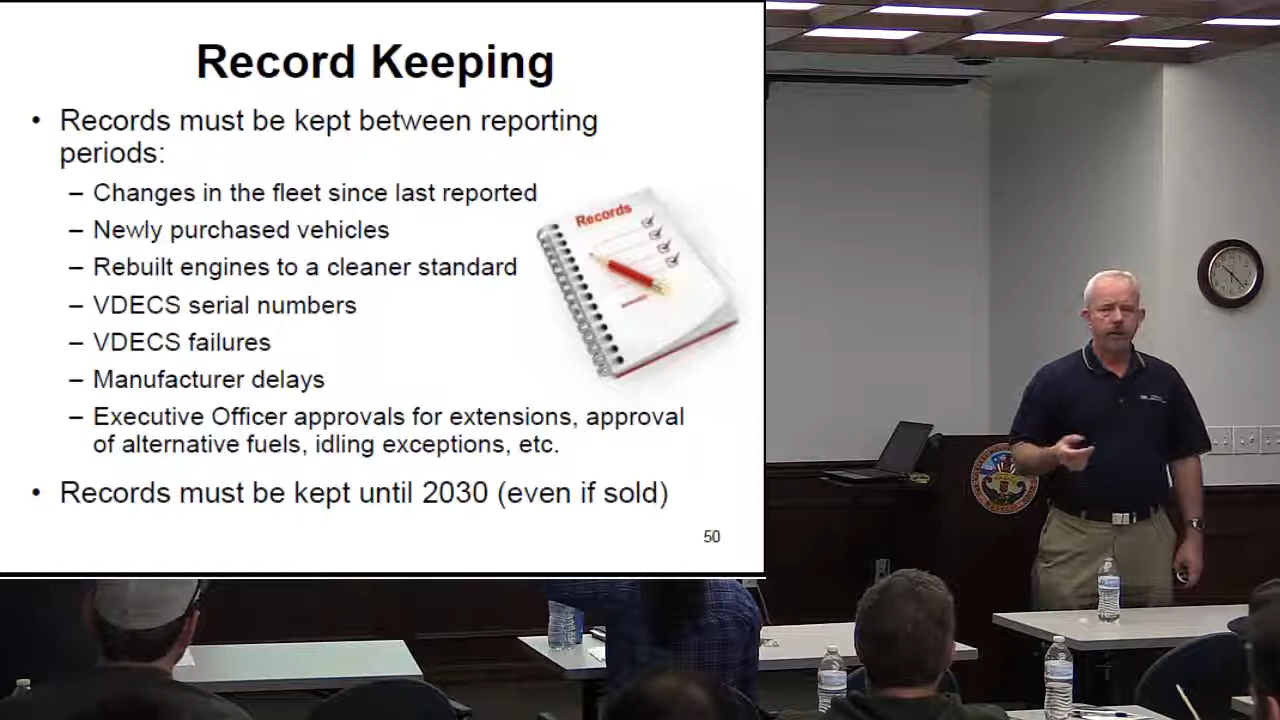 Record Keeping
• Records must be kept between reporting
periods:
– Changes in the fleet since last reported
– Newly purchased vehicles
– Rebuilt engines to a cleaner standard
– VDECS serial numbers
– VDECS failures
– Manufacturer delays
– Executive Officer approvals for extensions, approval
of alternative fuels, idling exceptions, etc.
• Records must be kept until 2030 (even if sold)
Records
50